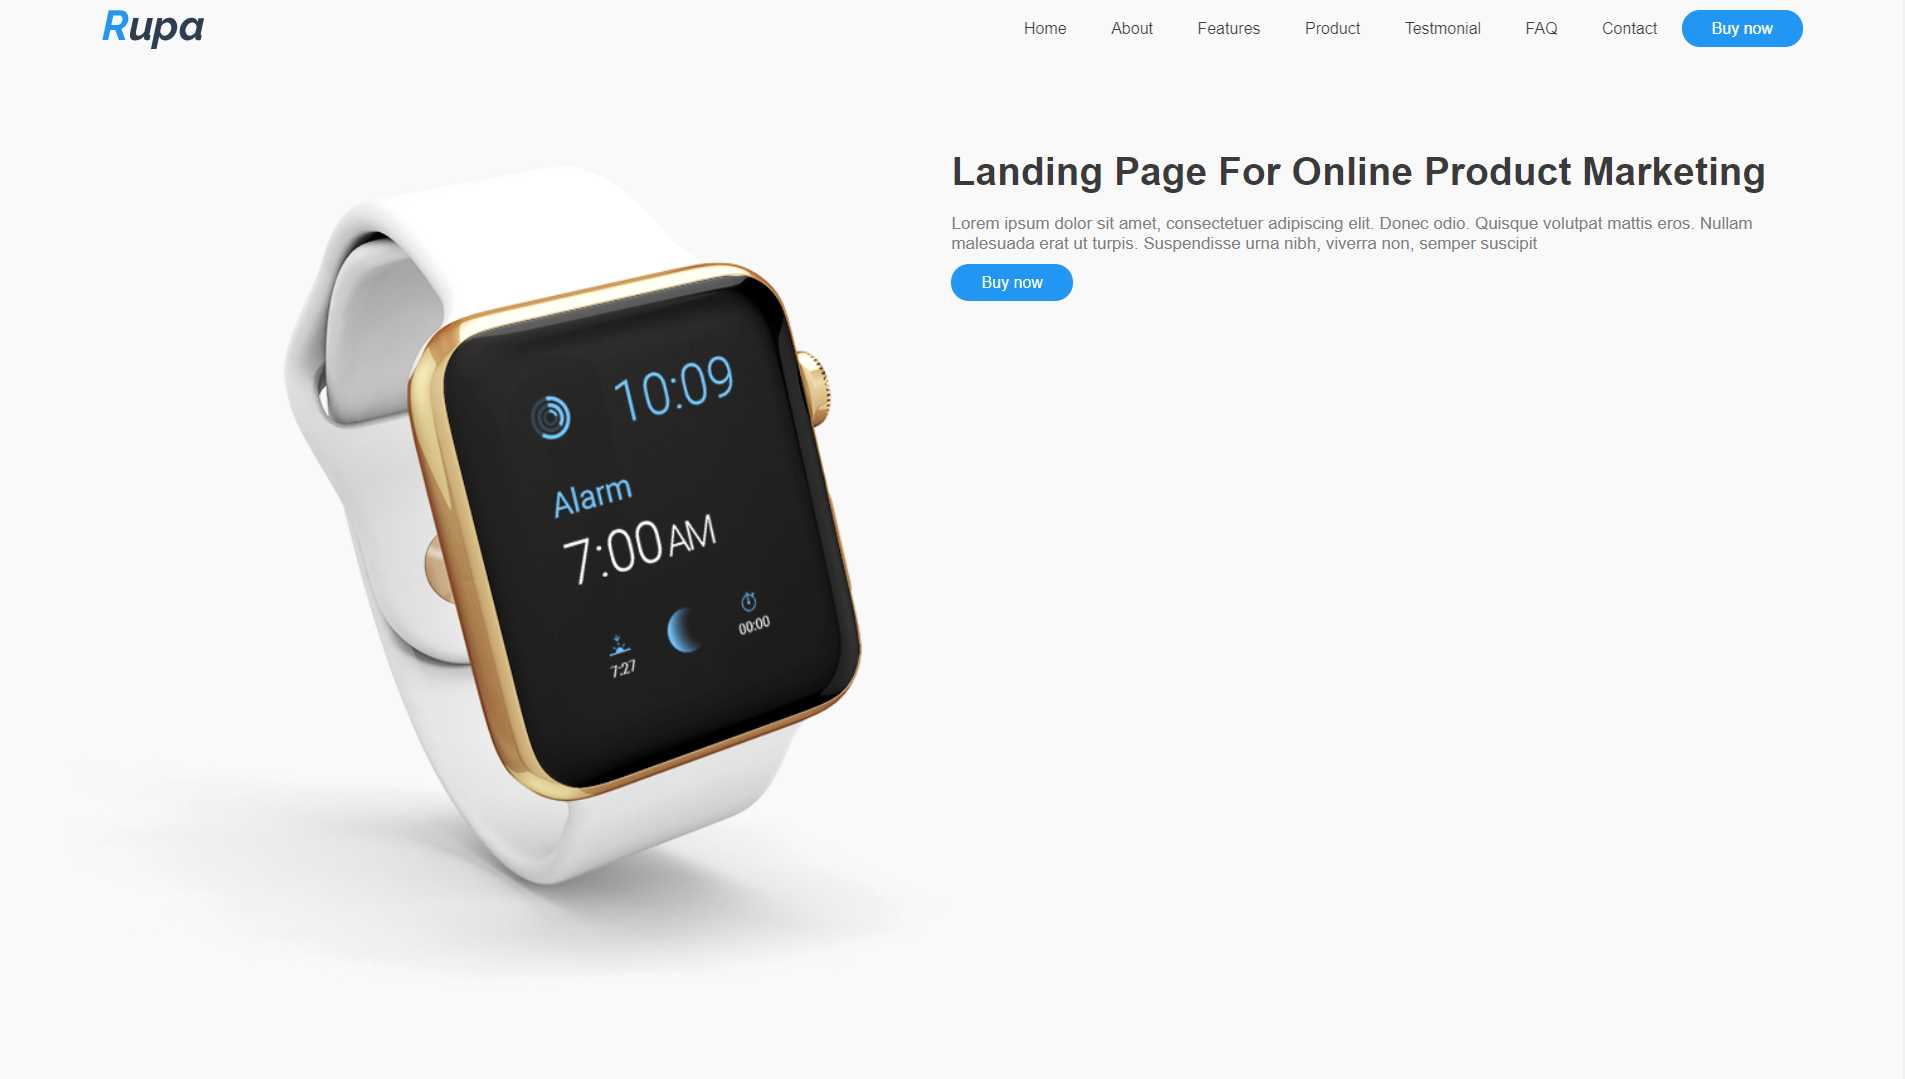 Rupa
Home About Features Product Testmonial FAQ Contact Buy now
Landing Page For Online Product Marketing
Lorem ipsum dolor sit amet, consectetuer adipiscing elit. Donec odio. Quisque volutpat mattis eros. Nullam
malesuada erat ut turpis. Suspendisse urna nibh, viverra non, semper suscipit
Buy now
10:09
Alarm
7:00 AM
00:00
7:27